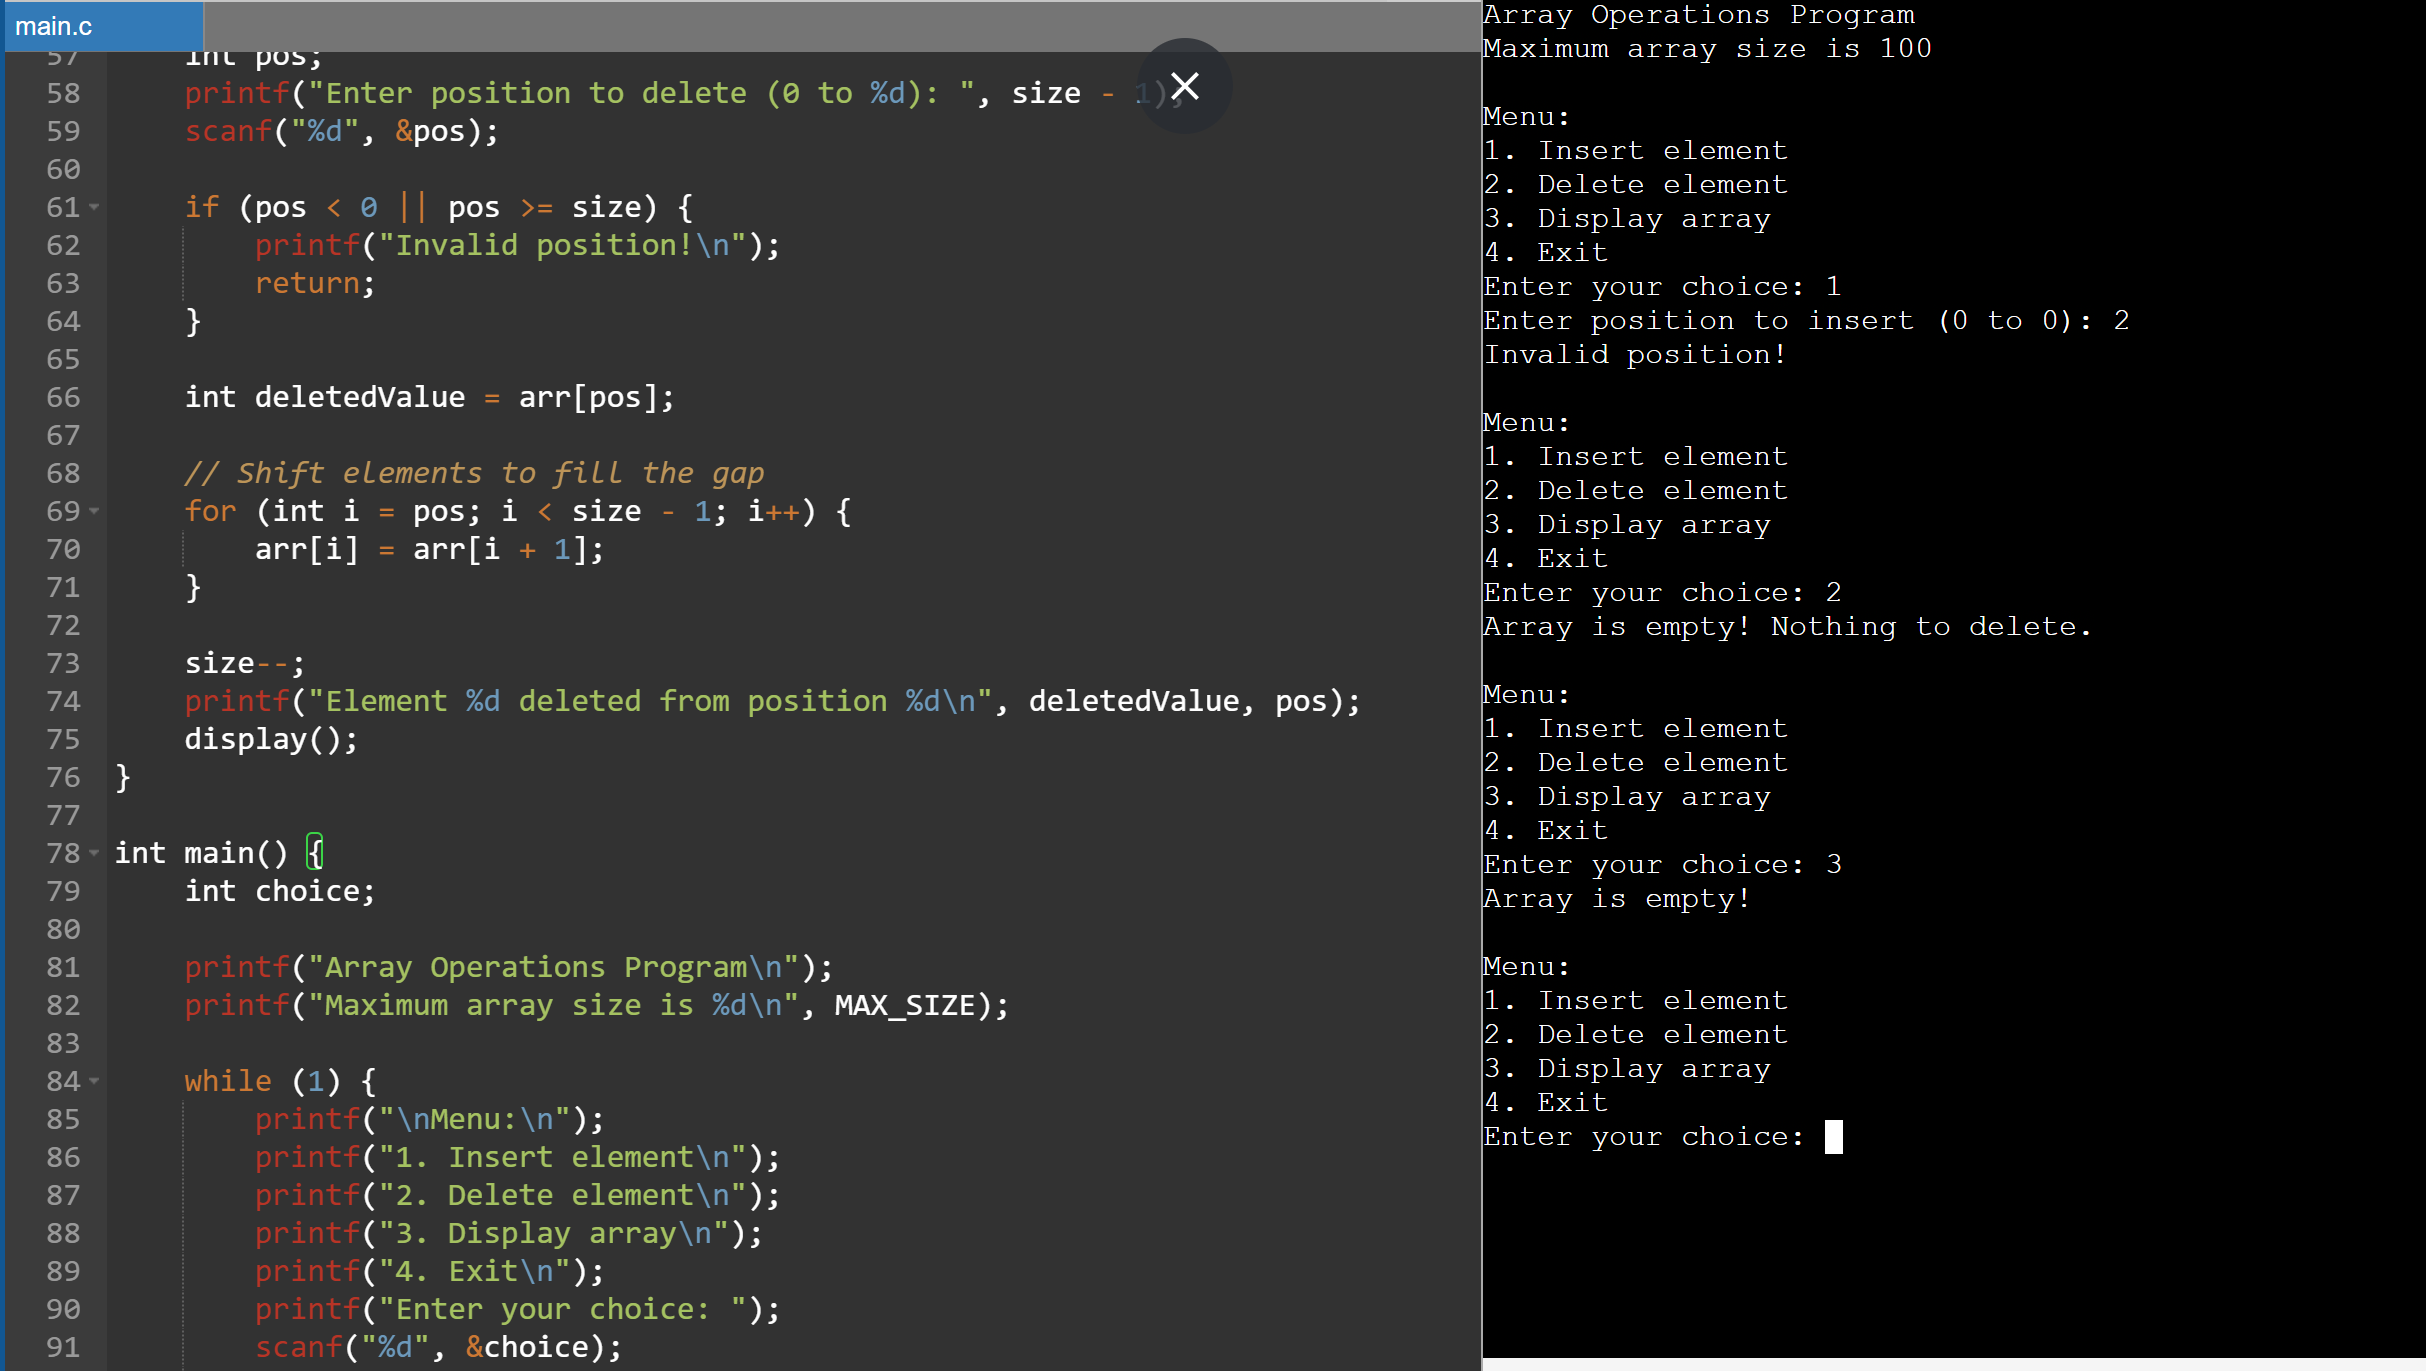 main.c
57     int pos;
58     printf("Enter position to delete (0 to %d): ", size - 1);
59     scanf("%d", &pos);
60
61     if (pos < 0 || pos >= size) {
62         printf("Invalid position!\n");
63         return;
64     }
65
66     int deletedValue = arr[pos];
67
68     // Shift elements to fill the gap
69     for (int i = pos; i < size - 1; i++) {
70         arr[i] = arr[i + 1];
71     }
72
73     size--;
74     printf("Element %d deleted from position %d\n", deletedValue, pos);
75     display();
76 }
77
78 int main() {
79     int choice;
80
81     printf("Array Operations Program\n");
82     printf("Maximum array size is %d\n", MAX_SIZE);
83
84     while (1) {
85         printf("\nMenu:\n");
86         printf("1. Insert element\n");
87         printf("2. Delete element\n");
88         printf("3. Display array\n");
89         printf("4. Exit\n");
90         printf("Enter your choice: ");
91         scanf("%d", &choice);
Array Operations Program
Maximum array size is 100

Menu:
1. Insert element
2. Delete element
3. Display array
4. Exit
Enter your choice: 1
Enter position to insert (0 to 0): 2
Invalid position!

Menu:
1. Insert element
2. Delete element
3. Display array
4. Exit
Enter your choice: 2
Array is empty! Nothing to delete.

Menu:
1. Insert element
2. Delete element
3. Display array
4. Exit
Enter your choice: 3
Array is empty!

Menu:
1. Insert element
2. Delete element
3. Display array
4. Exit
Enter your choice: